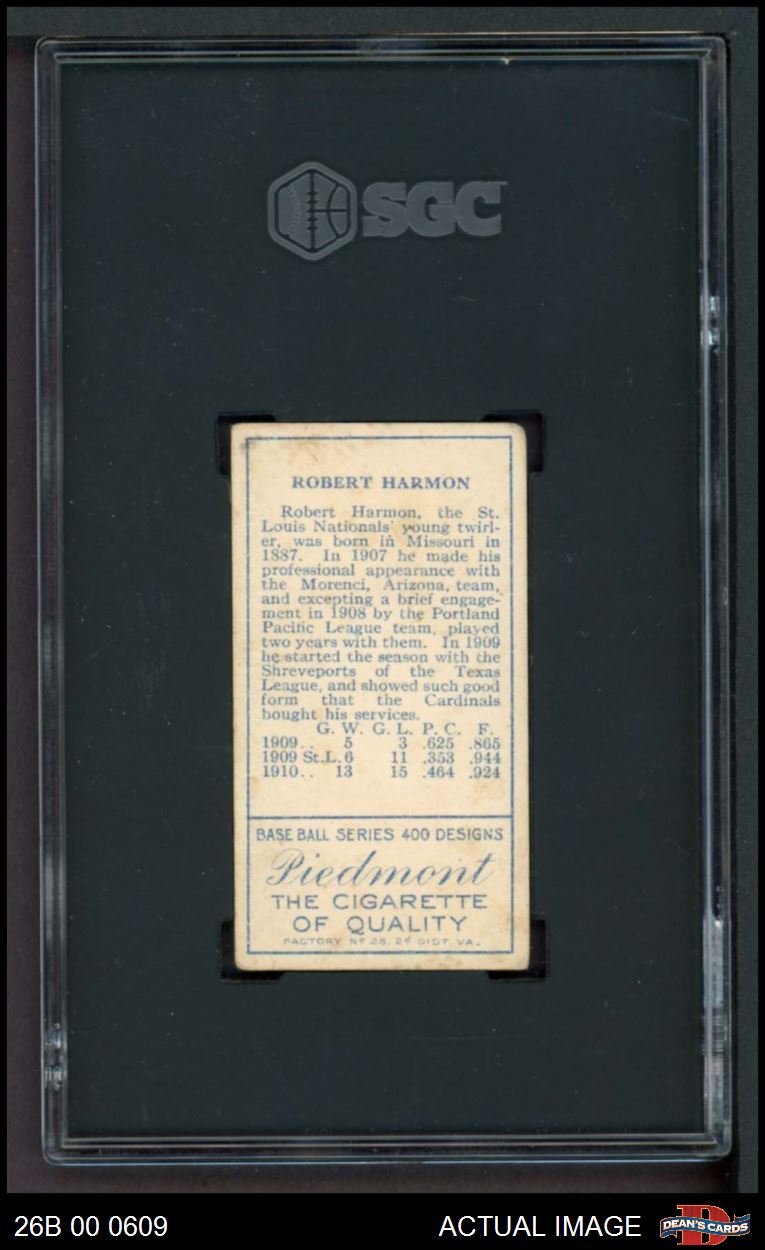 SGC
ROBERT HARMON
Robert Harmon, the St.
Louis Nationals' young twirl-
er, was born in Missouri in
1887. In 1907 he made his
professional appearance with
the Morenci, Arizona, team,
and excepting a brief engage-
ment in 1908 by the Portland
Pacific League team, played
two years with them. In 1909
he started the season with the
Shreveports of the Texas
League, and showed such good
form that the Cardinals
bought his services.
G. W. G. L. P. C. F.
1909.. 5 3 .625 .865
1909 St.L. 6 11 .353 .944
1910.. 13 15 .464 .924
BASE BALL SERIES 400 DESIGNS
Piedmont
THE CIGARETTE
OF QUALITY
FACTORY Nº 25, 2d DIST. VA.
26B 00 0609
ACTUAL IMAGE
DEAN'S CARDS